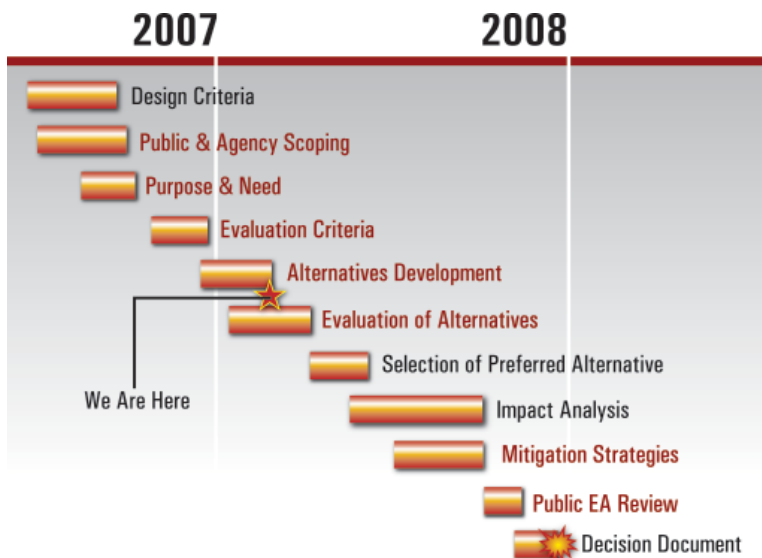 2007
2008
Design Criteria
Public & Agency Scoping
Purpose & Need
Evaluation Criteria
Alternatives Development
Evaluation of Alternatives
Selection of Preferred Alternative
We Are Here
Impact Analysis
Mitigation Strategies
Public EA Review
Decision Document